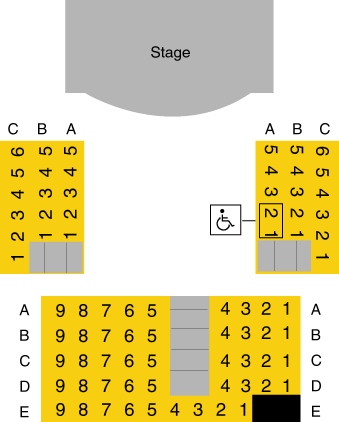 Stage
C B A A B C
6 5 5 5 5 6
5 4 4 4 4 5
4 3 3 3 3 4
3 2 2 2 2 3
2 1 1 1 1 2
1 1
A 9 8 7 6 5 4 3 2 1 A
B 9 8 7 6 5 4 3 2 1 B
C 9 8 7 6 5 4 3 2 1 C
D 9 8 7 6 5 4 3 2 1 D
E 9 8 7 6 5 4 3 2 1 E